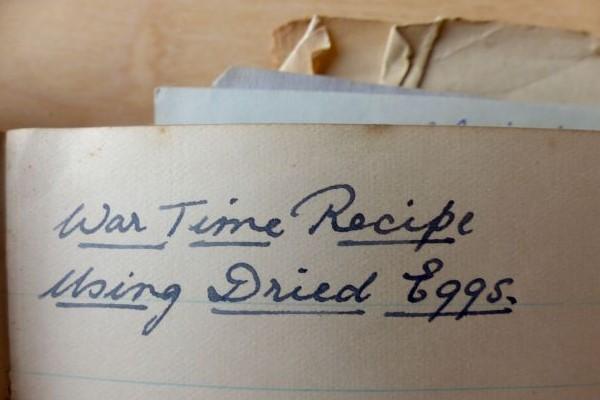 War Time Recipe
Using Dried Eggs.